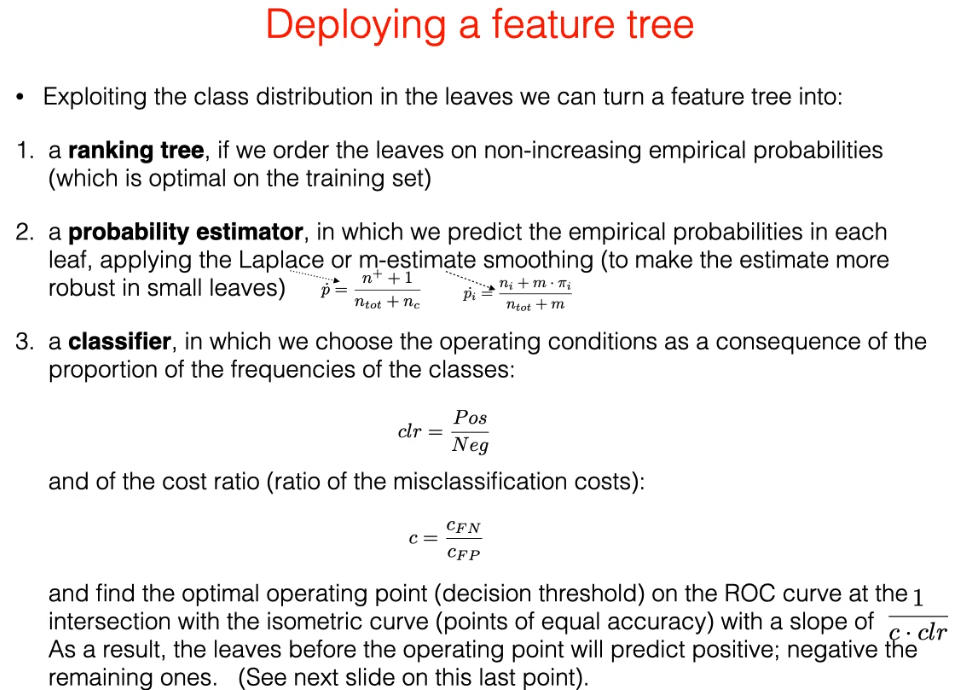 Deploying a feature tree
• Exploiting the class distribution in the leaves we can turn a feature tree into:
1. a ranking tree, if we order the leaves on non-increasing empirical probabilities
(which is optimal on the training set)
2. a probability estimator, in which we predict the empirical probabilities in each
leaf, applying the Laplace or m-estimate smoothing (to make the estimate more
robust in small leaves) $\dot{p} = \frac{n^+ + 1}{n_{tot} + n_c}$ $\dot{p}_i = \frac{n_i + m \cdot \pi_i}{n_{tot} + m}$
3. a classifier, in which we choose the operating conditions as a consequence of the
proportion of the frequencies of the classes:
$clr = \frac{Pos}{Neg}$
and of the cost ratio (ratio of the misclassification costs):
$c = \frac{c_{FN}}{c_{FP}}$
and find the optimal operating point (decision threshold) on the ROC curve at the
intersection with the isometric curve (points of equal accuracy) with a slope of $\frac{1}{c \cdot clr}$
As a result, the leaves before the operating point will predict positive; negative the
remaining ones. (See next slide on this last point).